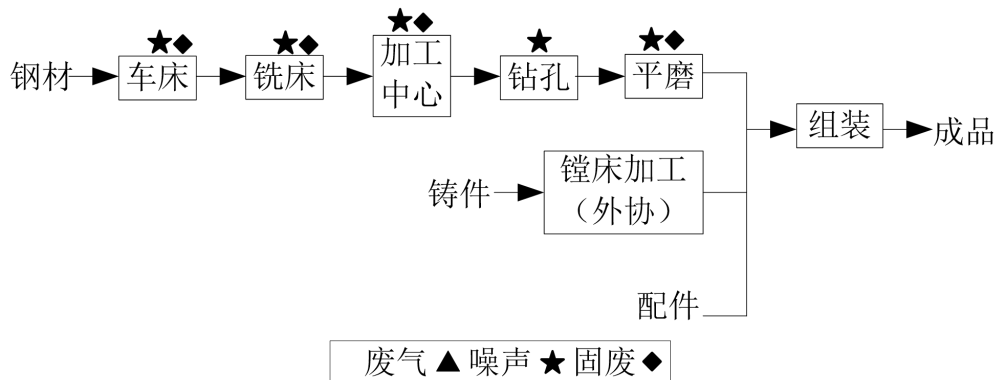 钢材
车床
铣床
加工
中心
钻孔
平磨
组装
成品
铸件
镗床加工
（外协）
配件
废气▲噪声★固废◆